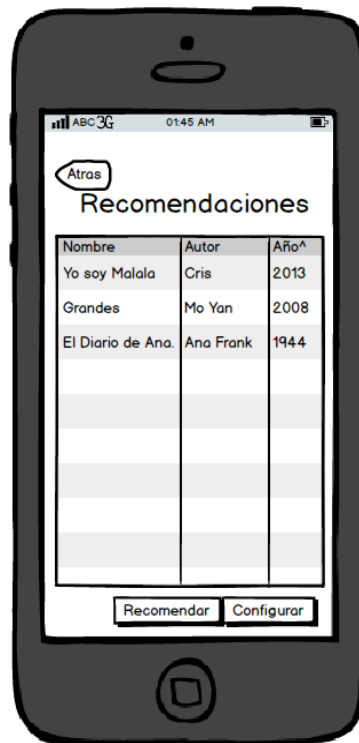 ABC 3G 01:45 AM
Atras
Recomendaciones
Nombre Autor Año^
Yo soy Malala Cris 2013
Grandes Mo Yan 2008
El Diario de Ana. Ana Frank 1944
Recomendar Configurar